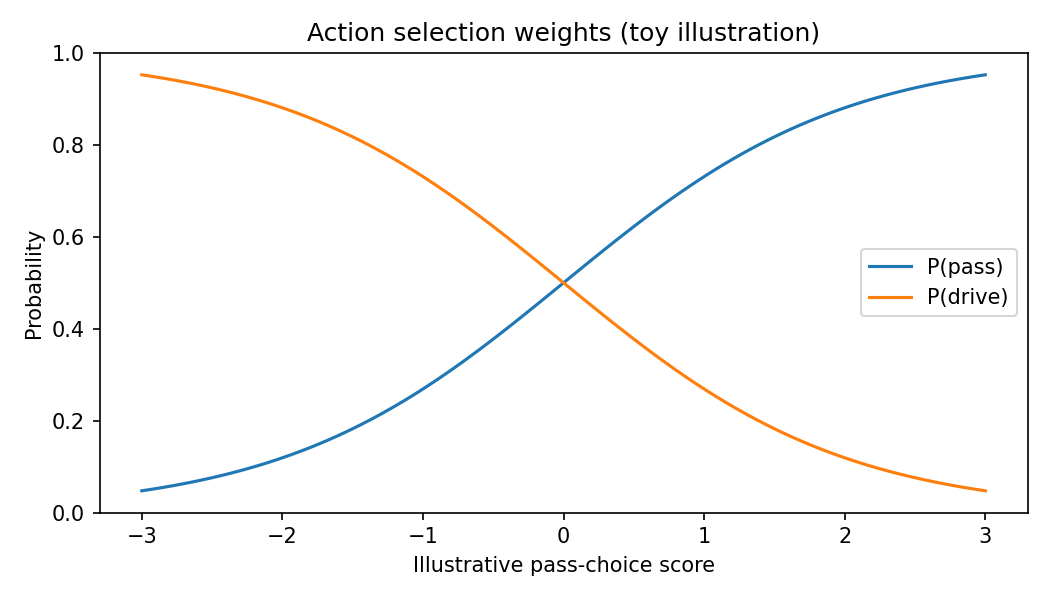 Action selection weights (toy illustration)
1.0
0.8
0.6
0.4
0.2
0.0
Probability
P(pass)
P(drive)
−3
−2
−1
0
1
2
3
Illustrative pass-choice score